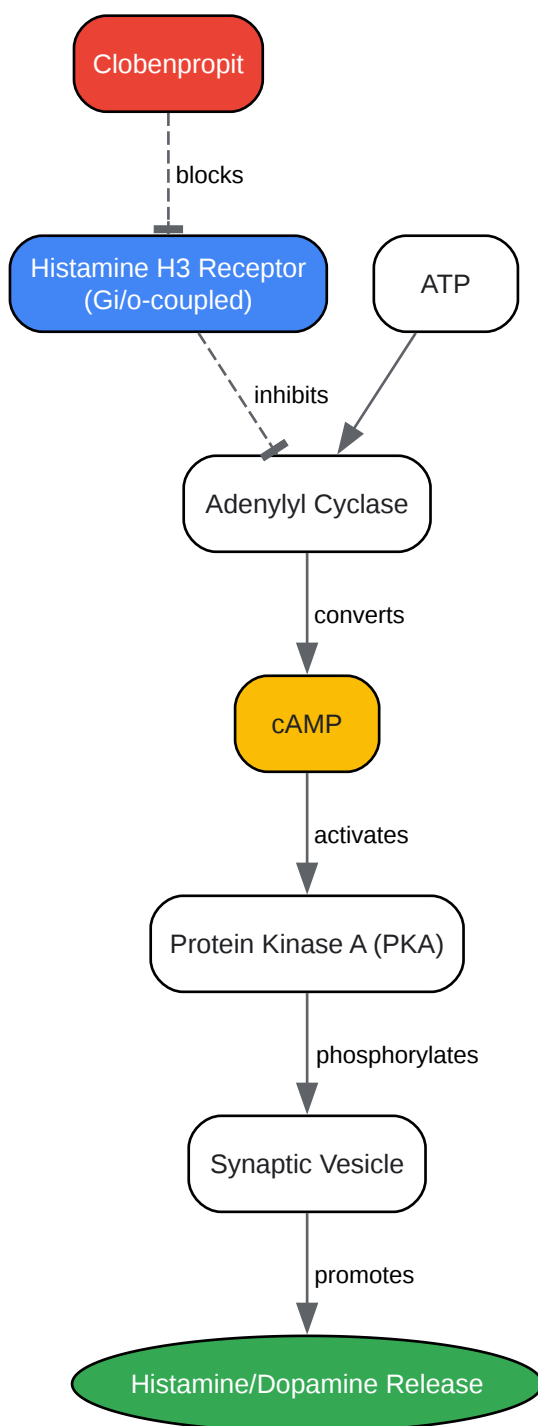 Clobenpropit
blocks
Histamine H3 Receptor
(Gi/o-coupled)
ATP
inhibits
Adenylyl Cyclase
converts
cAMP
activates
Protein Kinase A (PKA)
phosphorylates
Synaptic Vesicle
promotes
Histamine/Dopamine Release